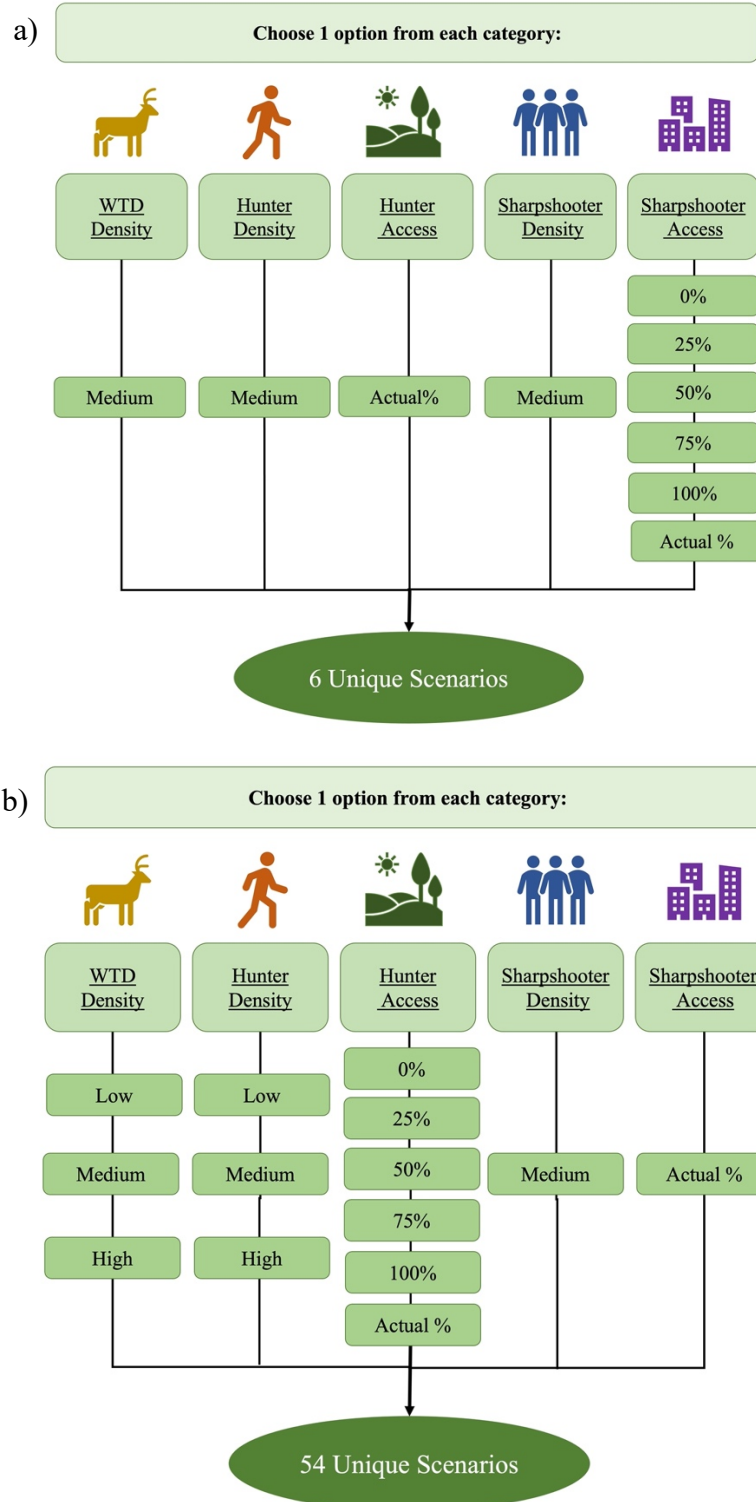 a)
Choose 1 option from each category:
WTD
Density
Hunter
Density
Hunter
Access
Sharpshooter
Density
Sharpshooter
Access
0%
25%
50%
75%
100%
Actual %
Medium
Medium
Actual%
Medium
6 Unique Scenarios
b)
Choose 1 option from each category:
WTD
Density
Hunter
Density
Hunter
Access
Sharpshooter
Density
Sharpshooter
Access
Low
Medium
High
Low
Medium
High
0%
25%
50%
75%
100%
Actual %
Medium
Actual %
54 Unique Scenarios